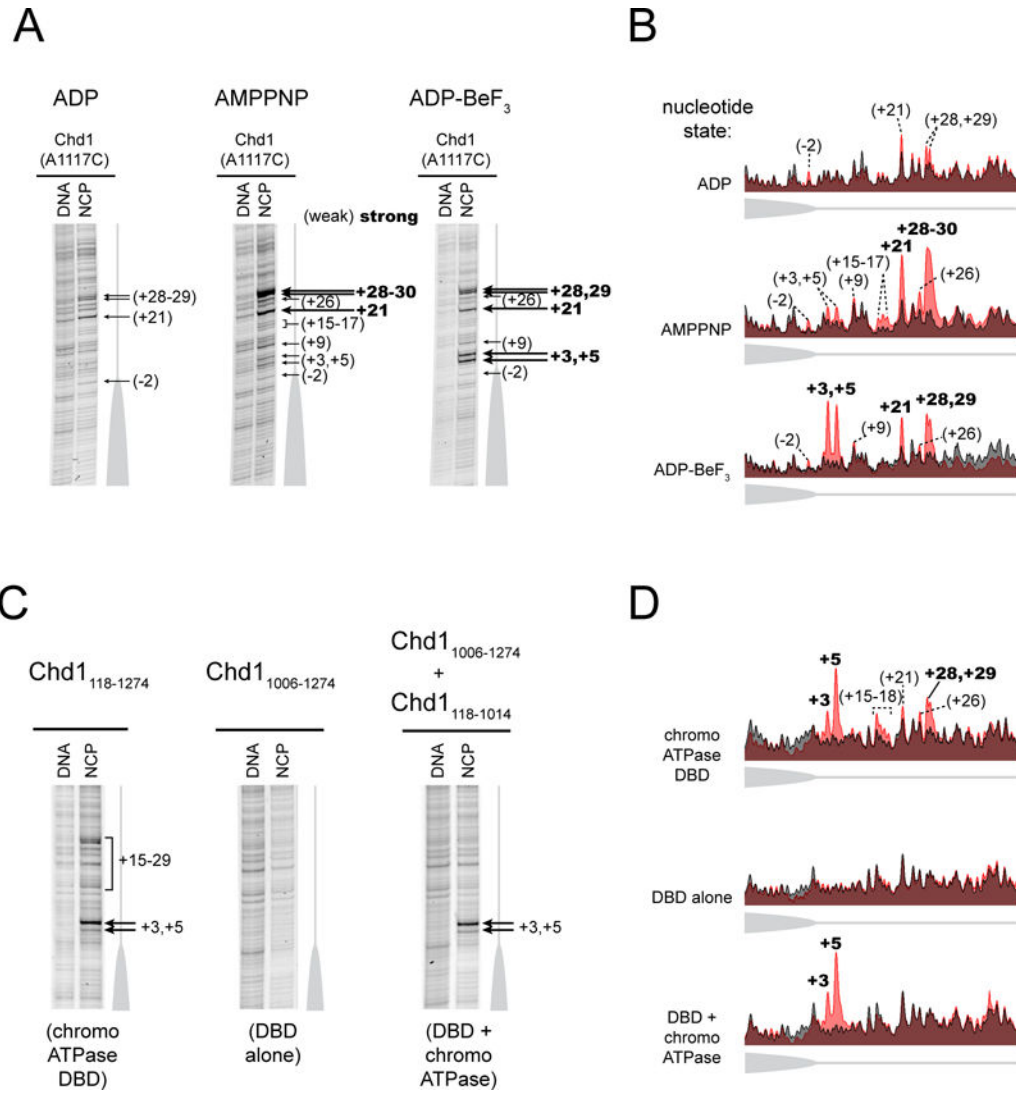 A
ADP
Chd1
(A1117C)
DNA
NCP
(+28-29)
(+21)
(-2)
AMPPNP
Chd1
(A1117C)
DNA
NCP
(weak) strong
+28-30
(+26)
+21
(+15-17)
(+9)
(+3,+5)
(-2)
ADP-BeF3
Chd1
(A1117C)
DNA
NCP
+28,29
(+26)
+21
(+9)
+3,+5
(-2)
B
nucleotide
state:
(-2)
(+21)
(+28,+29)
ADP
(-2)
(+3,+5)
(+15-17)
(+9)
+21
+28-30
(+26)
AMPPNP
(-2)
+3,+5
(+9)
+21
+28,29
(+26)
ADP-BeF3
C
Chd1118-1274
DNA
NCP
+15-29
+3,+5
(chromo
ATPase
DBD)
Chd11006-1274
DNA
NCP
(DBD
alone)
Chd11006-1274
+
Chd1118-1014
DNA
NCP
+3,+5
(DBD +
chromo
ATPase)
D
+5
+3
(+15-18)
(+21)
+28,+29
(+26)
chromo
ATPase
DBD
DBD alone
+5
+3
DBD +
chromo
ATPase